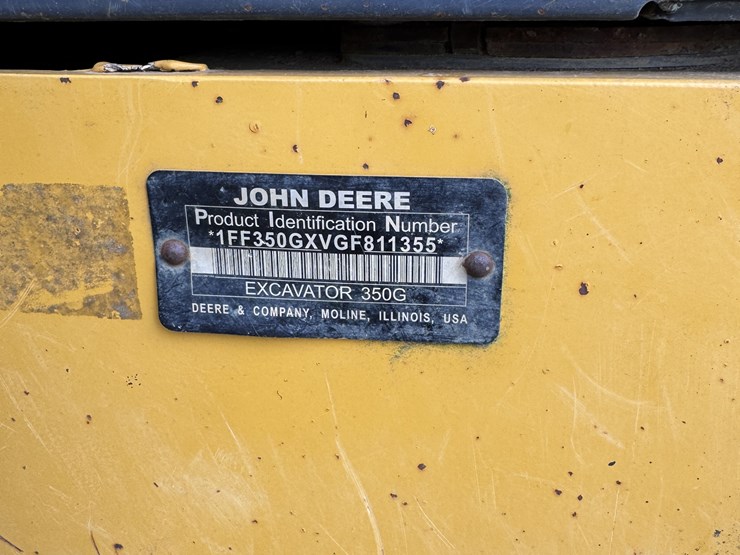 JOHN DEERE
Product Identification Number
*1FF350GXVGF811355*
EXCAVATOR 350G
DEERE & COMPANY, MOLINE, ILLINOIS, USA